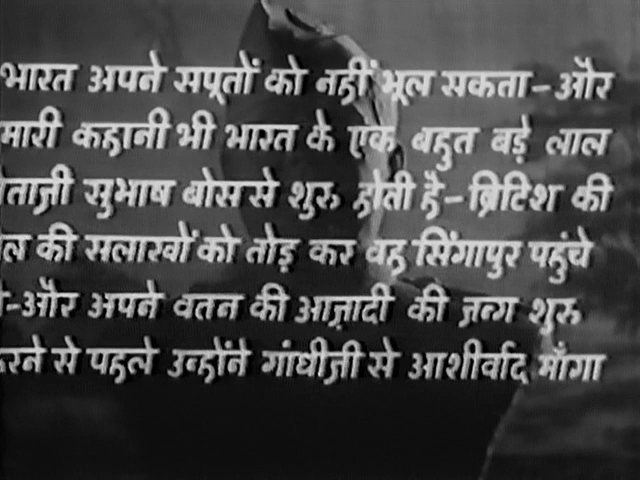 भारत अपने सपूतों को नहीं भूल सकता - और
मारी कहानी भी भारत के एक बहुत बड़े लाल
ताज़ी सुभाष बोस से शुरू होती है - ब्रिटिश की
ल की सलाखों को तोड़ कर वह सिंगापुर पहुंचे
-और अपने वतन की आज़ादी की ज़न्ग शुरु
रने से पहले उन्होंने गांधीज़ी से आशीर्वाद माँगा